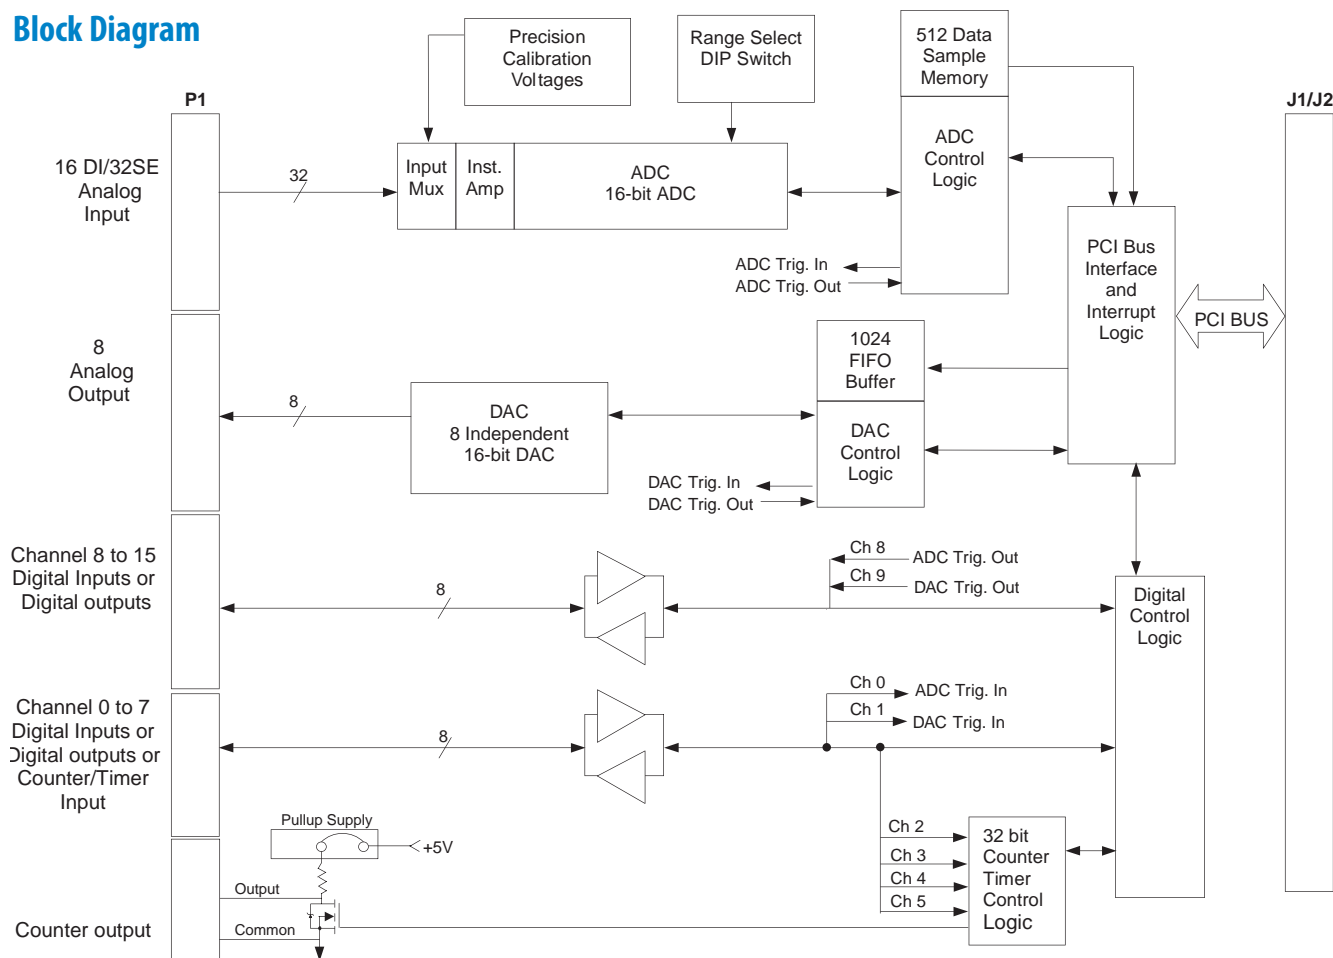 Block Diagram
Precision
Calibration
Voltages
Range Select
DIP Switch
512 Data
Sample
Memory
P1
J1/J2
16 DI/32SE
Analog
Input
32
Input
Mux
Inst.
Amp
ADC
16-bit ADC
ADC
Control
Logic
ADC Trig. In
ADC Trig. Out
PCI Bus
Interface
and
Interrupt
Logic
PCI BUS
8
Analog
Output
8
DAC
8 Independent
16-bit DAC
1024
FIFO
Buffer
DAC
Control
Logic
DAC Trig. In
DAC Trig. Out
Channel 8 to 15
Digital Inputs or
Digital outputs
8
Ch 8
ADC Trig. Out
Ch 9
DAC Trig. Out
Digital
Control
Logic
Channel 0 to 7
Digital Inputs or
Digital outputs or
Counter/Timer
Input
8
Ch 0
ADC Trig. In
Ch 1
DAC Trig. In
Pullup Supply
+5V
Ch 2
Ch 3
Ch 4
Ch 5
32 bit
Counter
Timer
Control
Logic
Output
Counter output
Common